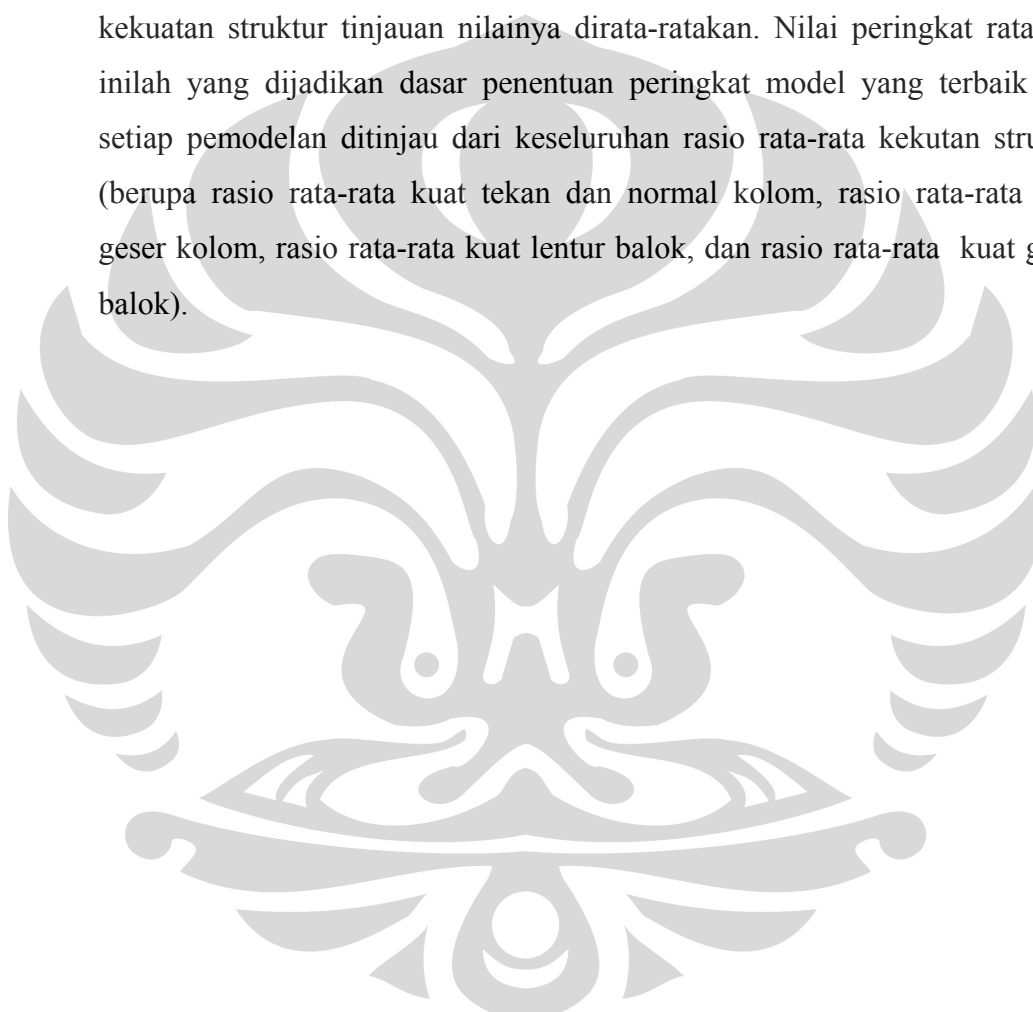 kekuatan struktur tinjauan nilainya dirata-ratakan. Nilai peringkat rata
inilah yang dijadikan dasar penentuan peringkat model yang terbaik
setiap pemodelan ditinjau dari keseluruhan rasio rata-rata kekutan stru
(berupa rasio rata-rata kuat tekan dan normal kolom, rasio rata-rata
geser kolom, rasio rata-rata kuat lentur balok, dan rasio rata-rata kuat g
balok).